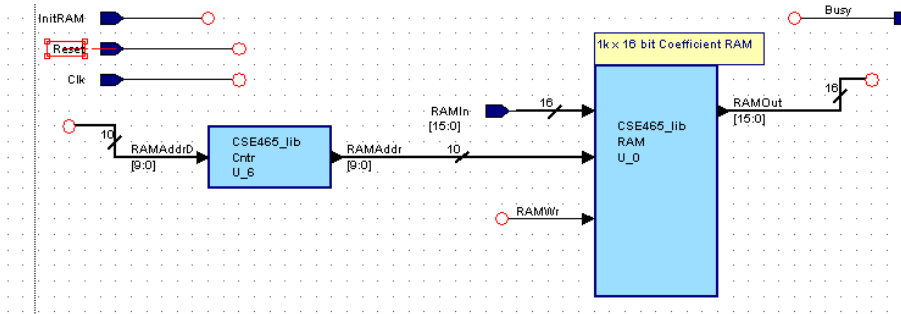 InitRAM
Busy
Reset
1k x 16 bit Coefficient RAM
Clk
16
RAMIn
[15:0]
16
RAMOut
[15:0]
10
RAMAddrD
[9:0]
CSE465_lib
Cntr
U_6
RAMAddr
[9:0]
10
CSE465_lib
RAM
U_0
RAMWr